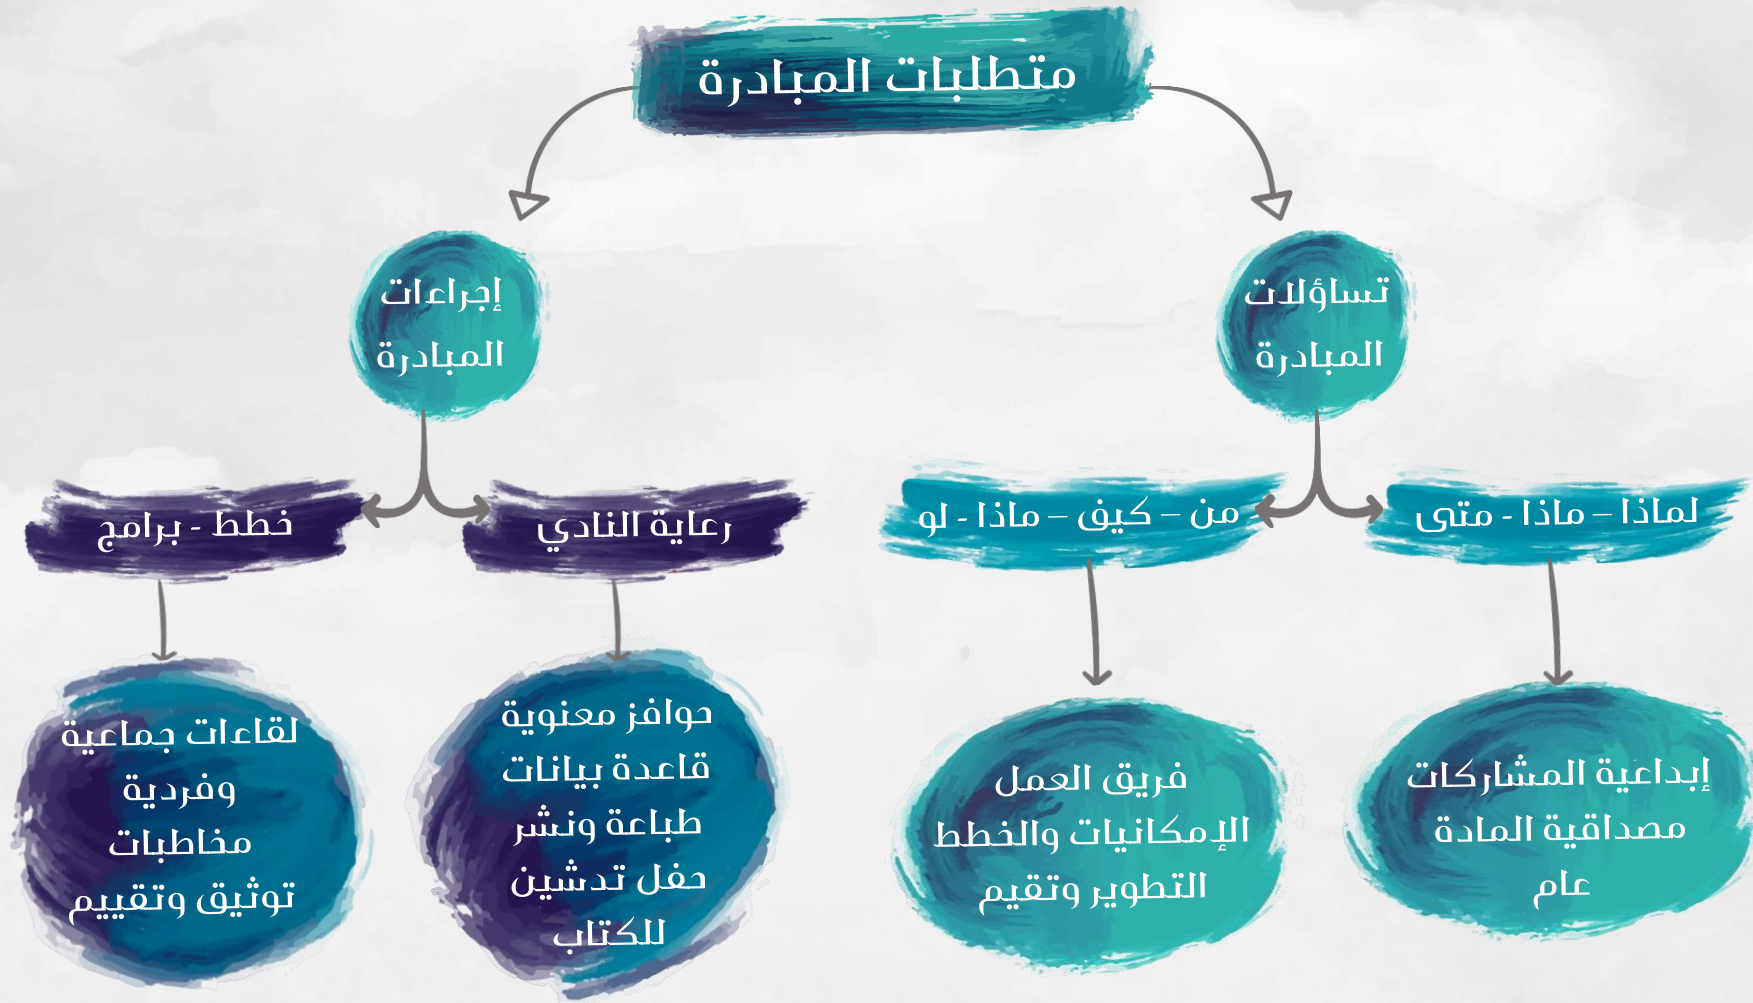 متطلبات المبادرة
تساؤلات
المبادرة
إجراءات
المبادرة
لماذا – ماذا - متى
من – كيف – ماذا - لو
رعاية النادي
خطط - برامج
إبداعية المشاركات
مصداقية المادة
عام
فريق العمل
الإمكانيات والخطط
التطوير وتقيم
حوافز معنوية
قاعدة بيانات
طباعة ونشر
حفل تدشين
للكتاب
لقاءات جماعية
وفردية
مخاطبات
توثيق وتقييم